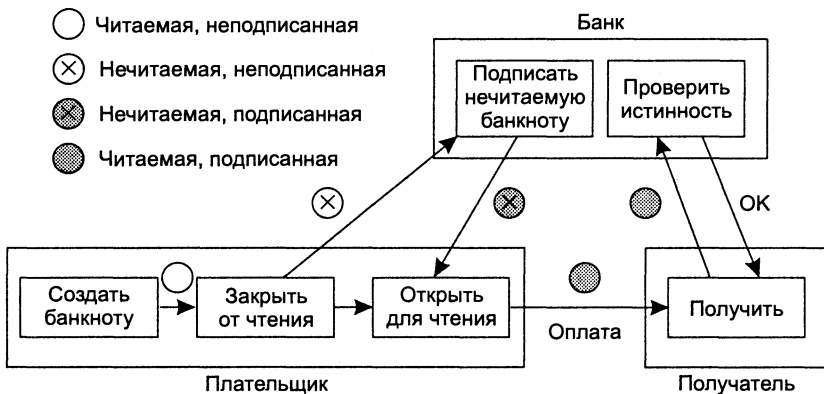 Читаемая, неподписанная
Нечитаемая, неподписанная
Нечитаемая, подписанная
Читаемая, подписанная
Банк
Подписать
нечитаемую
банкноту
Проверить
истинность
OK
Создать
банкноту
Закрыть
от чтения
Открыть
для чтения
Оплата
Получить
Плательщик
Получатель